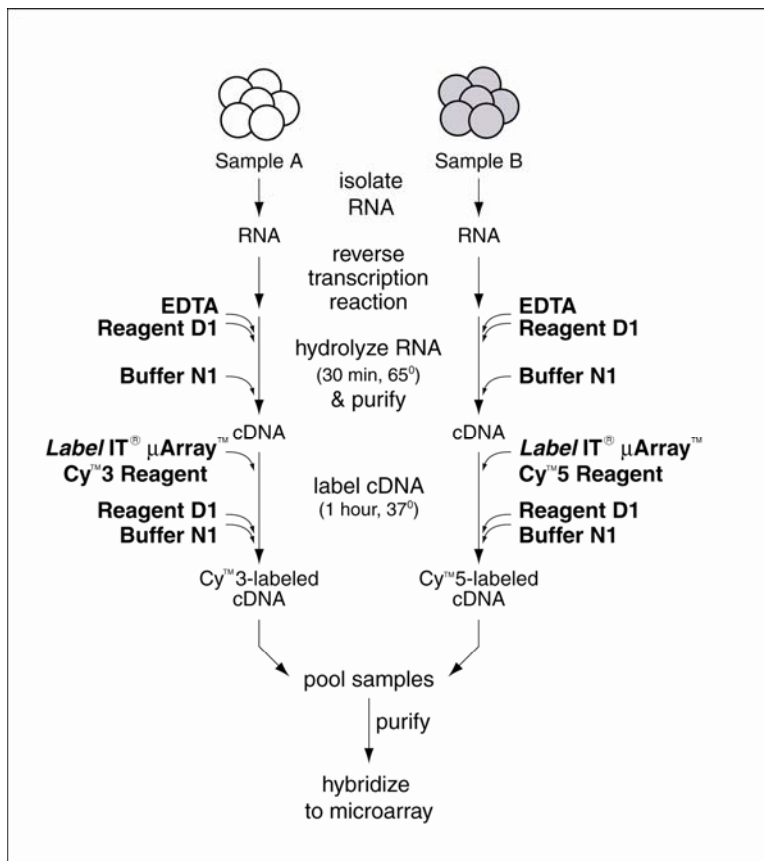 Sample A
Sample B
isolate
RNA
RNA
RNA
reverse
transcription
reaction
EDTA
Reagent D1
EDTA
Reagent D1
hydrolyze RNA
(30 min, 65⁰)
& purify
Buffer N1
Buffer N1
cDNA
cDNA
Label IT® µArray™
Cy™3 Reagent
Label IT® µArray™
Cy™5 Reagent
label cDNA
(1 hour, 37⁰)
Reagent D1
Buffer N1
Reagent D1
Buffer N1
Cy™3-labeled
cDNA
Cy™5-labeled
cDNA
pool samples
purify
hybridize
to microarray